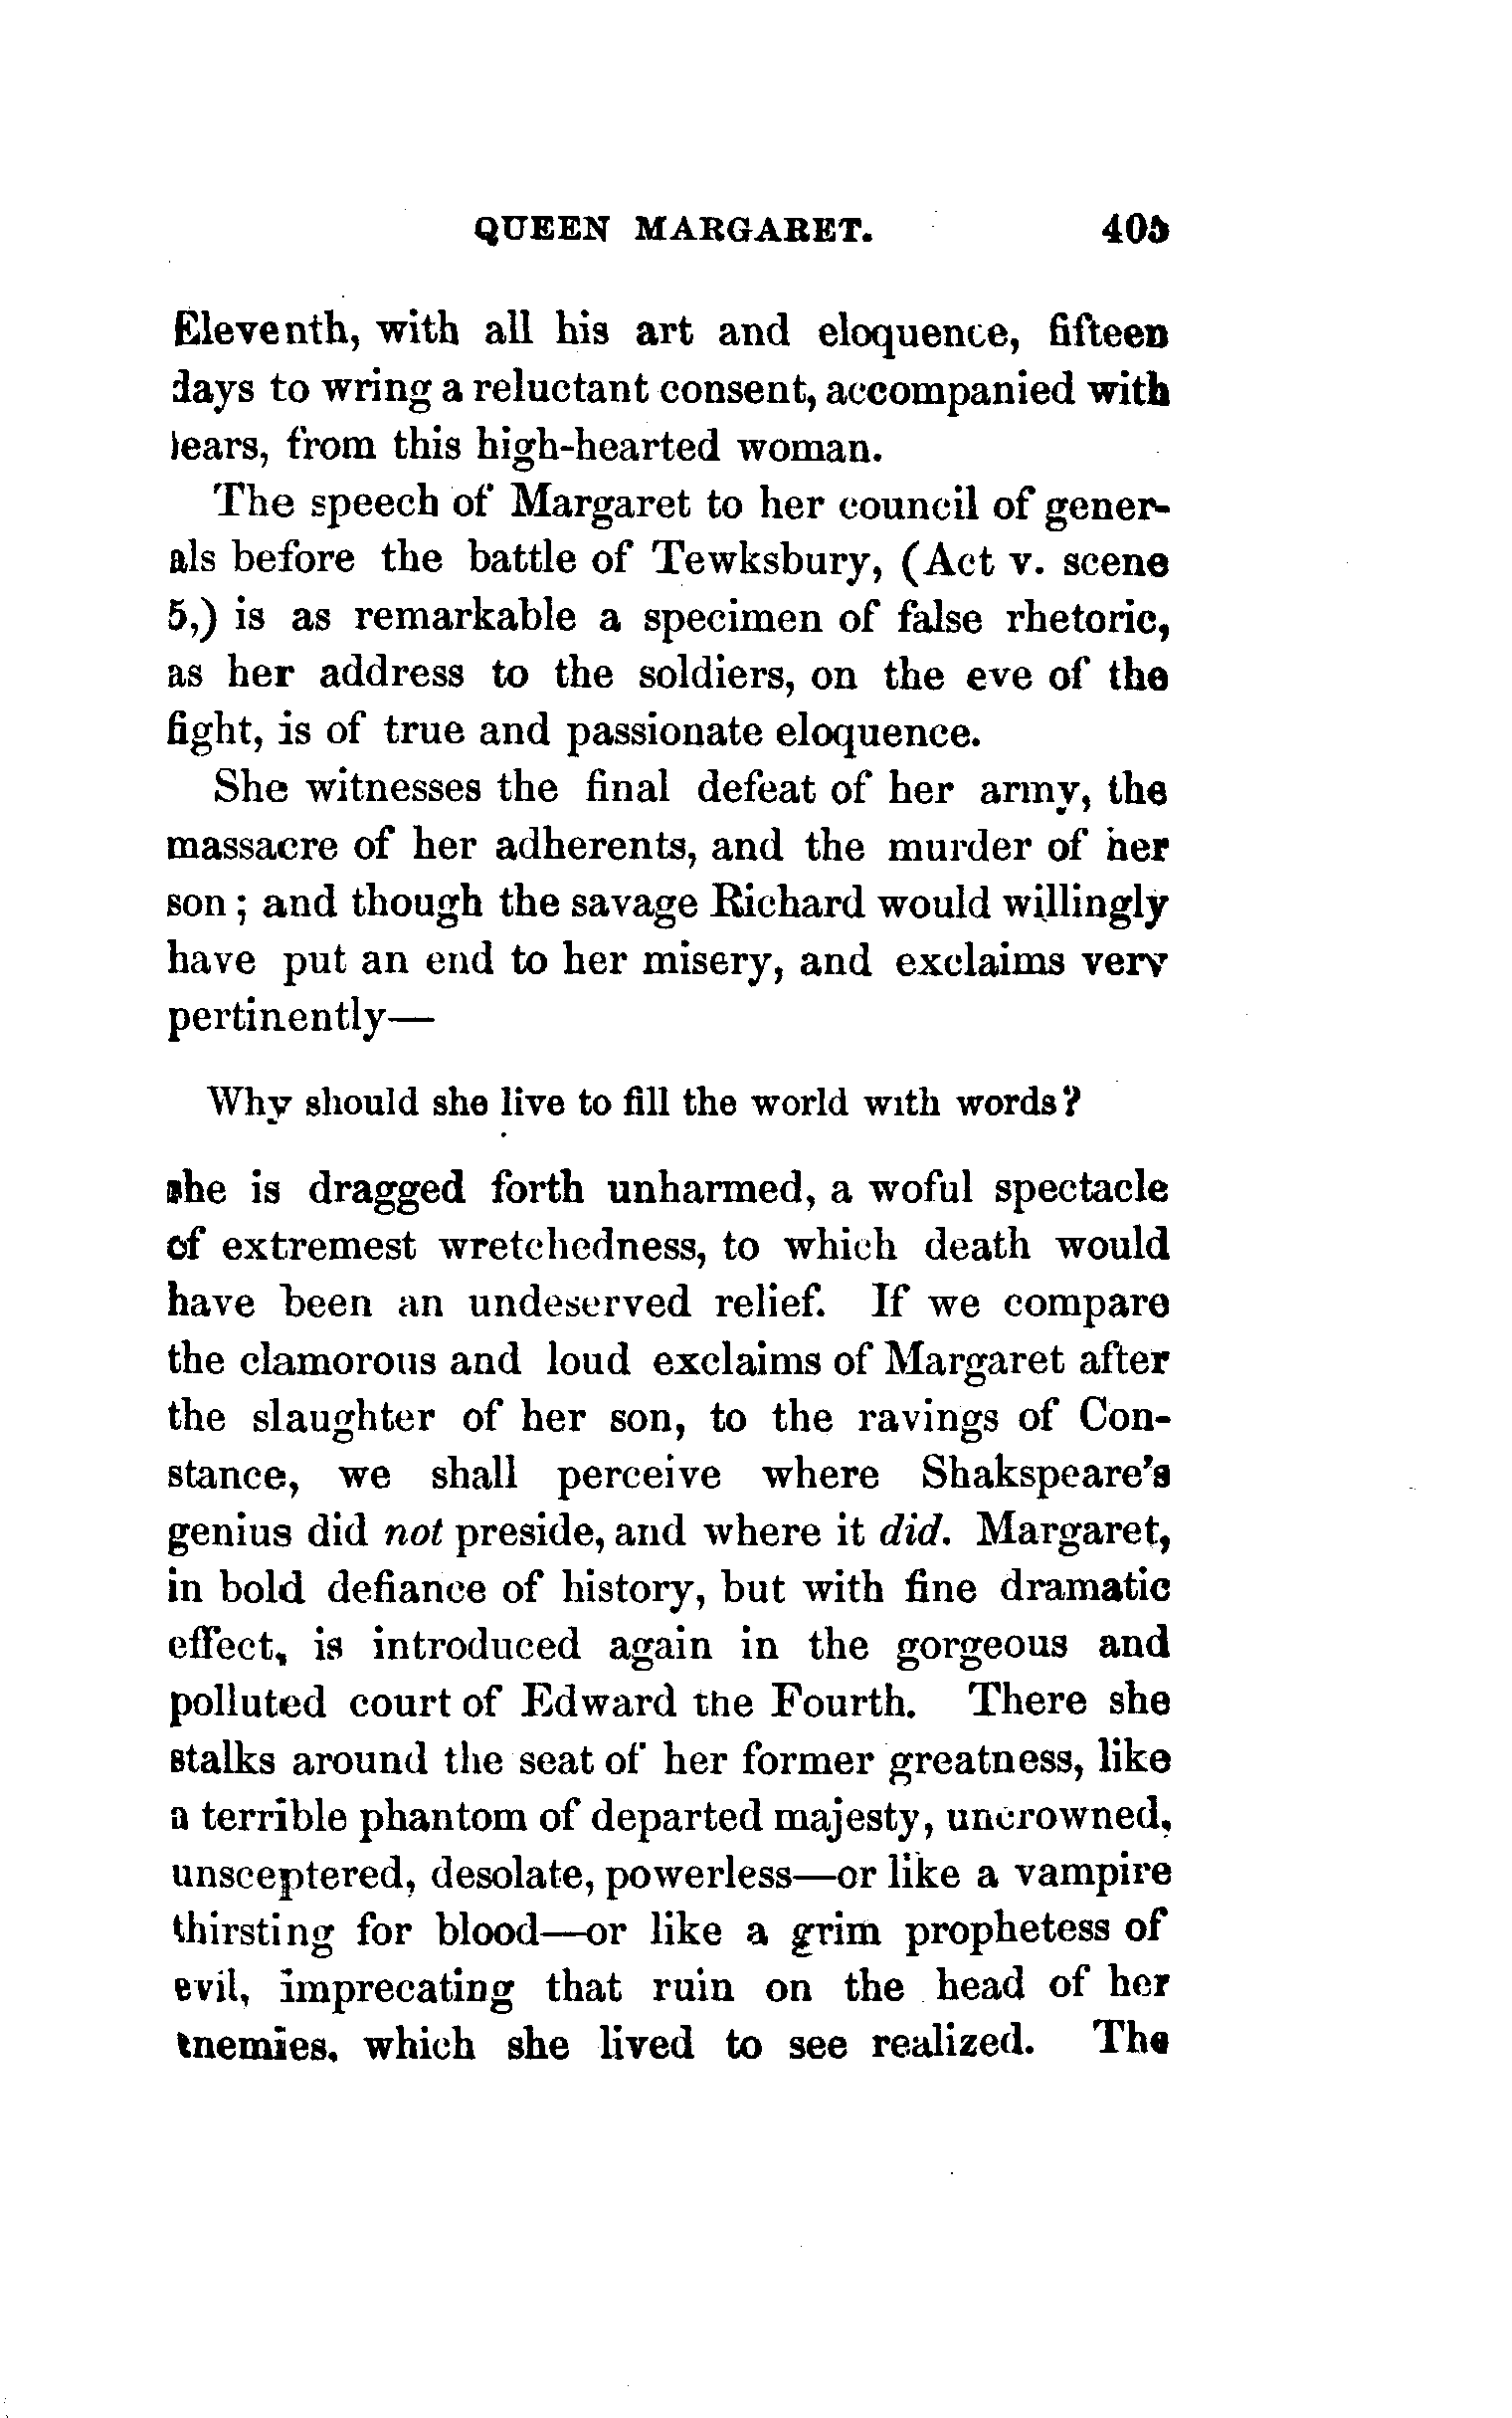 QUEEN MARGARET. 405
Eleventh, with all his art and eloquence, fifteen
days to wring a reluctant consent, accompanied with
tears, from this high-hearted woman.
The speech of Margaret to her council of gener-
als before the battle of Tewksbury, (Act v. scene
5,) is as remarkable a specimen of false rhetoric,
as her address to the soldiers, on the eve of the
fight, is of true and passionate eloquence.
She witnesses the final defeat of her army, the
massacre of her adherents, and the murder of her
son; and though the savage Richard would willingly
have put an end to her misery, and exclaims very
pertinently—
Why should she live to fill the world with words?
she is dragged forth unharmed, a woful spectacle
of extremest wretchedness, to which death would
have been an undeserved relief. If we compare
the clamorous and loud exclaims of Margaret after
the slaughter of her son, to the ravings of Con-
stance, we shall perceive where Shakspeare's
genius did not preside, and where it did. Margaret,
in bold defiance of history, but with fine dramatic
effect, is introduced again in the gorgeous and
polluted court of Edward the Fourth. There she
stalks around the seat of her former greatness, like
a terrible phantom of departed majesty, uncrowned,
unsceptered, desolate, powerless—or like a vampire
thirsting for blood—or like a grim prophetess of
evil, imprecating that ruin on the head of her
enemies, which she lived to see realized. The